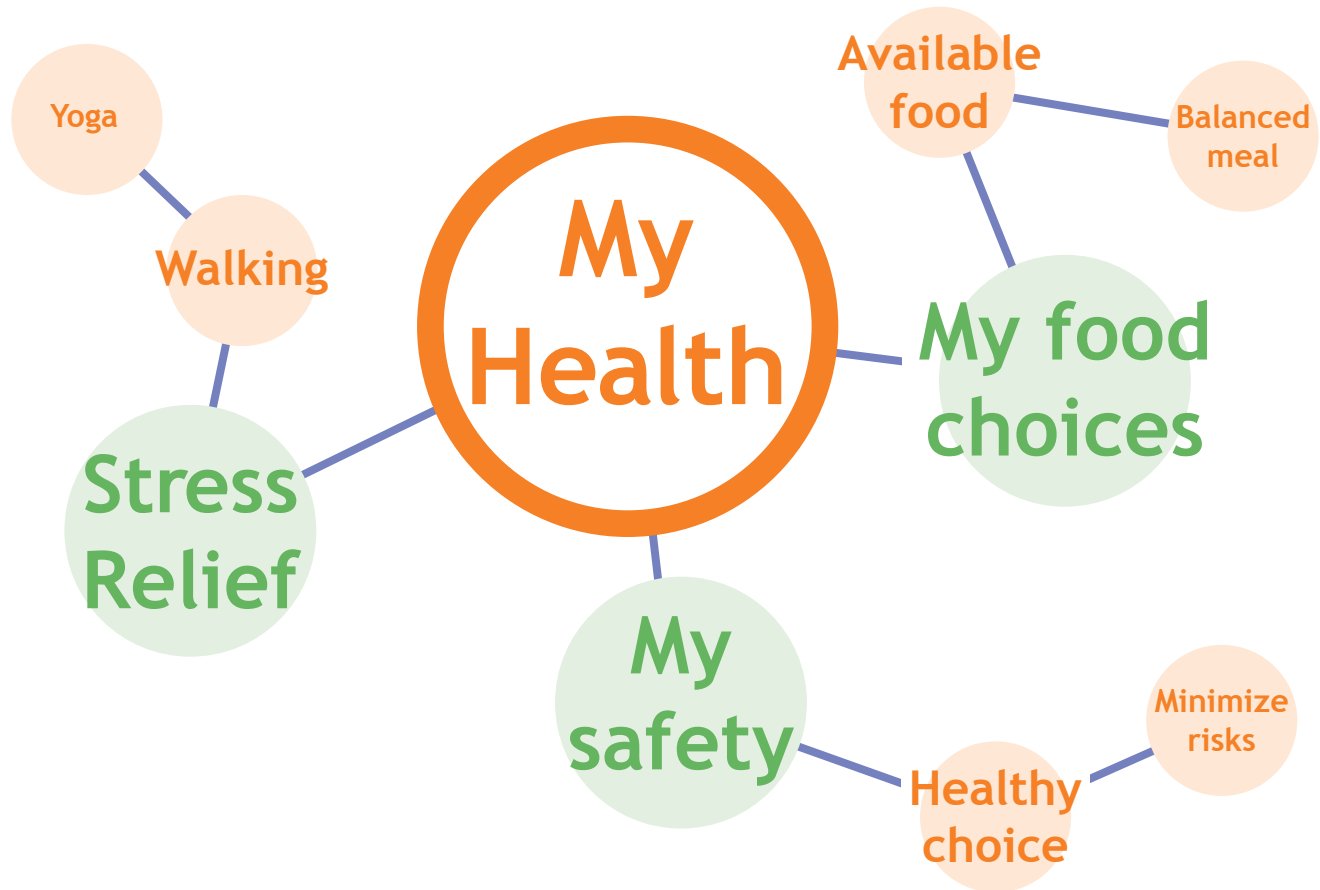 Yoga
Walking
Stress
Relief
My
Health
Available
food
Balanced
meal
My food
choices
My
safety
Healthy
choice
Minimize
risks